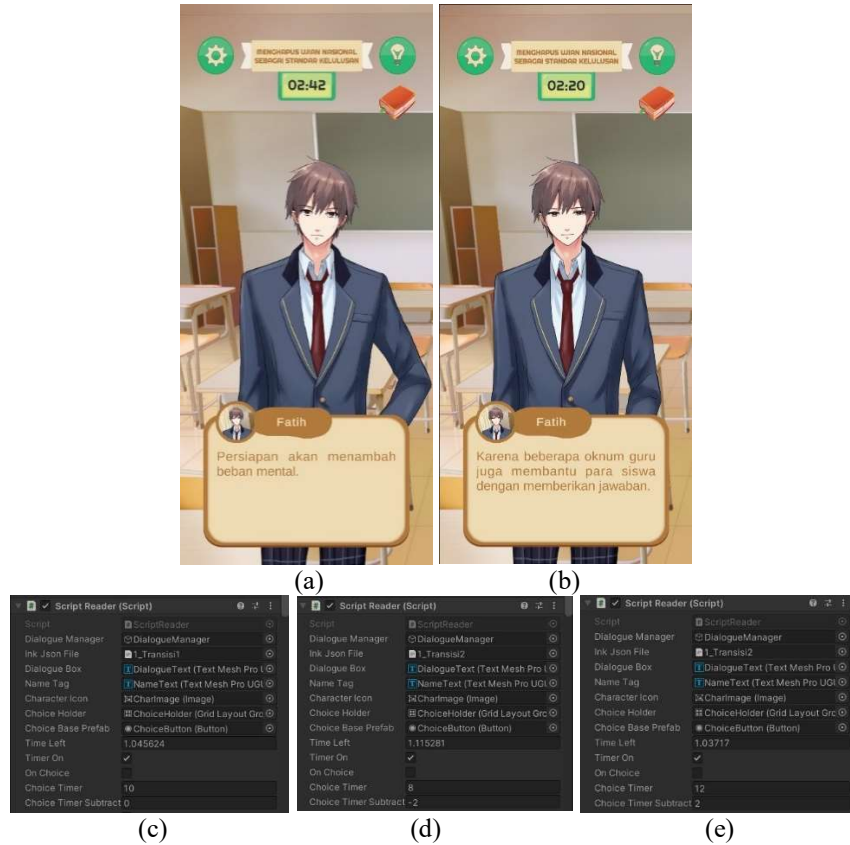 MENGHAPUS UJIAN NASIONAL
SEBAGAI STANDAR KELULUSAN
02:42
Fatih
Persiapan akan menambah
beban mental.
(a)
MENGHAPUS UJIAN NASIONAL
SEBAGAI STANDAR KELULUSAN
02:20
Fatih
Karena beberapa oknum guru
juga membantu para siswa
dengan memberikan jawaban.
(b)
Script Reader (Script)
Script ScriptReader
Dialogue Manager DialogueManager
Ink Json File 1_Transisi1
Dialogue Box DialogueText (Text Mesh Pro U
Name Tag NameText (Text Mesh Pro UGU
Character Icon CharImage (Image)
Choice Holder ChoiceHolder (Grid Layout Gro
Choice Base Prefab ChoiceButton (Button)
Time Left 1.045624
Timer On
On Choice
Choice Timer 10
Choice Timer Subtract 0
(c)
Script Reader (Script)
Script ScriptReader
Dialogue Manager DialogueManager
Ink Json File 1_Transisi2
Dialogue Box DialogueText (Text Mesh Pro U
Name Tag NameText (Text Mesh Pro UGU
Character Icon CharImage (Image)
Choice Holder ChoiceHolder (Grid Layout Gro
Choice Base Prefab ChoiceButton (Button)
Time Left 1.115281
Timer On
On Choice
Choice Timer 8
Choice Timer Subtract -2
(d)
Script Reader (Script)
Script ScriptReader
Dialogue Manager DialogueManager
Ink Json File 1_Transisi2
Dialogue Box DialogueText (Text Mesh Pro U
Name Tag NameText (Text Mesh Pro UGU
Character Icon CharImage (Image)
Choice Holder ChoiceHolder (Grid Layout Gro
Choice Base Prefab ChoiceButton (Button)
Time Left 1.03717
Timer On
On Choice
Choice Timer 12
Choice Timer Subtract 2
(e)